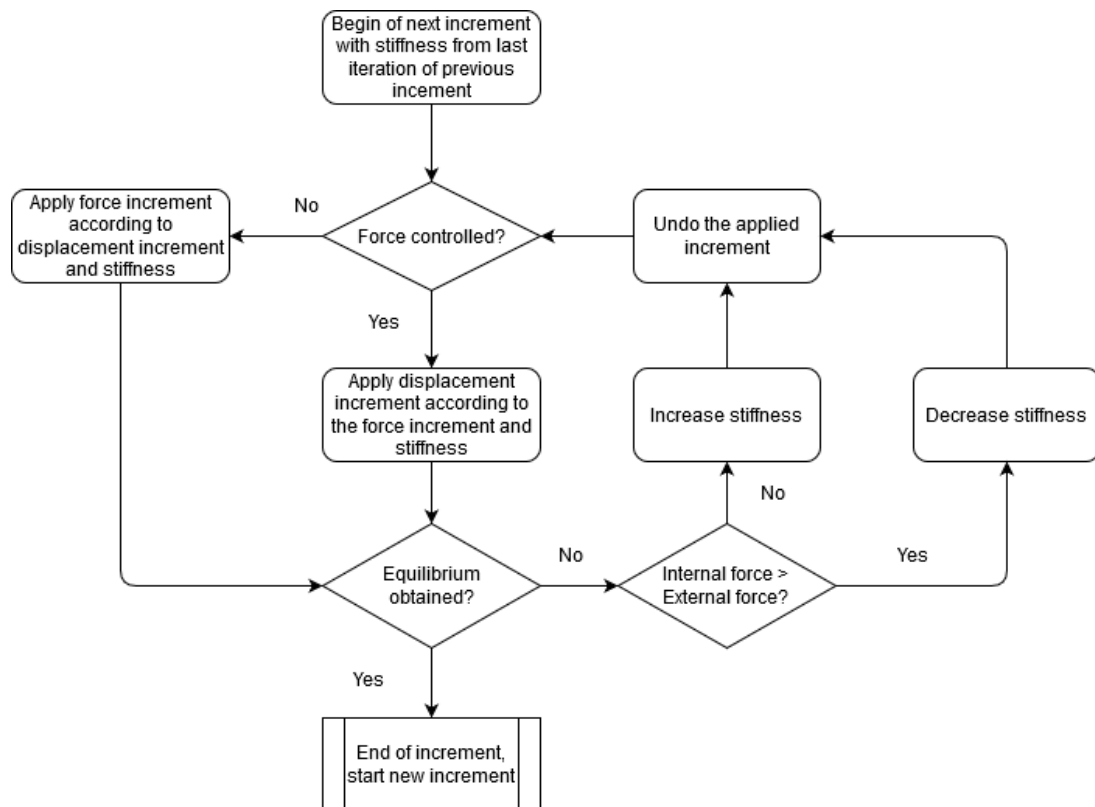 Begin of next increment
with stiffness from last
iteration of previous
incement
No
Apply force increment
according to
displacement increment
and stiffness
Force controlled?
Undo the applied
increment
Yes
Apply displacement
increment according to
the force increment and
stiffness
Increase stiffness
Decrease stiffness
No
Equilibrium
obtained?
No
Internal force >
External force?
Yes
Yes
End of increment,
start new increment